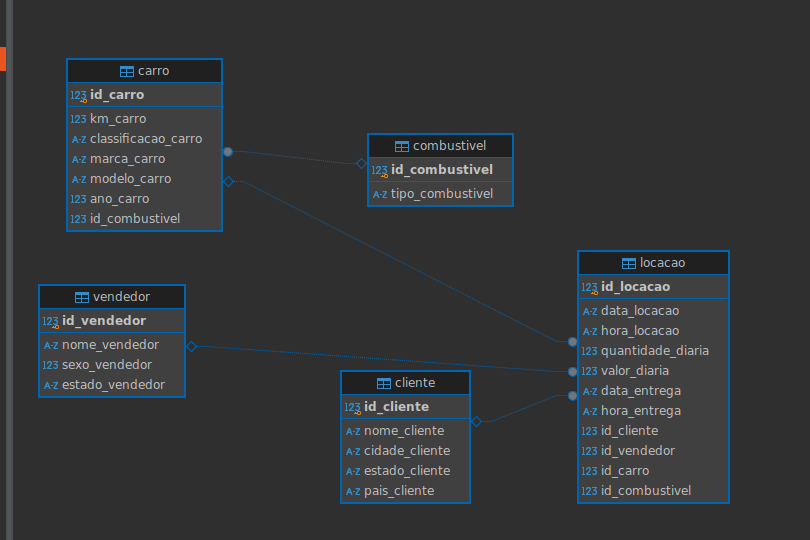 carro
123 id_carro
123 km_carro
A-Z classificacao_carro
A-Z marca_carro
A-Z modelo_carro
123 ano_carro
123 id_combustivel
combustivel
123 id_combustivel
A-Z tipo_combustivel
vendedor
123 id_vendedor
A-Z nome_vendedor
123 sexo_vendedor
A-Z estado_vendedor
cliente
123 id_cliente
A-Z nome_cliente
A-Z cidade_cliente
A-Z estado_cliente
A-Z pais_cliente
locacao
123 id_locacao
A-Z data_locacao
A-Z hora_locacao
123 quantidade_diaria
123 valor_diaria
A-Z data_entrega
A-Z hora_entrega
123 id_cliente
123 id_vendedor
123 id_carro
123 id_combustivel